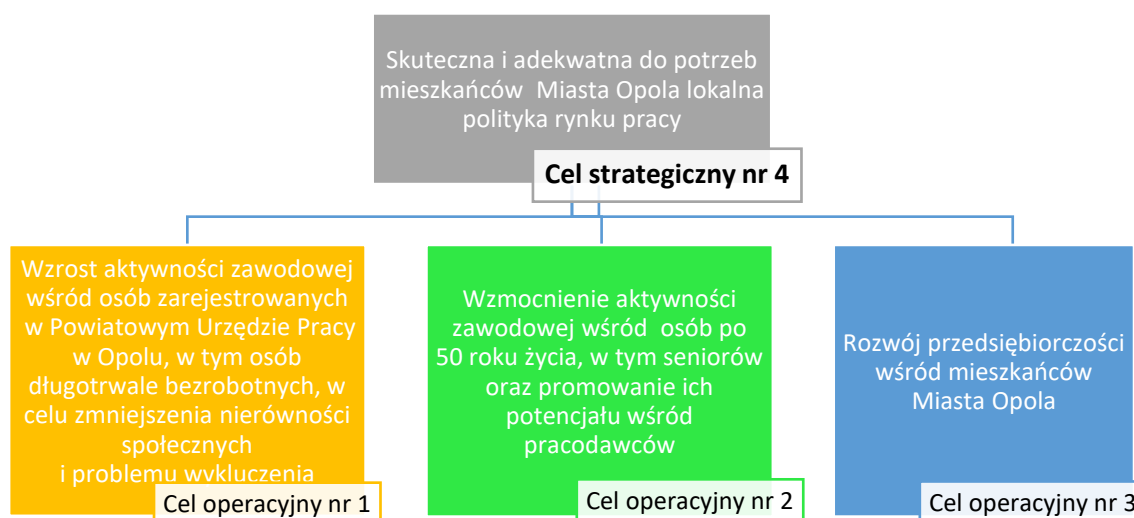 Skuteczna i adekwatna do potrzeb
mieszkańców Miasta Opola lokalna
polityka rynku pracy
Cel strategiczny nr 4
Wzrost aktywności zawodowej
wśród osób zarejestrowanych
w Powiatowym Urzędzie Pracy
w Opolu, w tym osób
długotrwale bezrobotnych, w
celu zmniejszenia nierówności
społecznych
i problemu wykluczenia
Cel operacyjny nr 1
Wzmocnienie aktywności
zawodowej wśród osób po
50 roku życia, w tym seniorów
oraz promowanie ich
potencjału wśród
pracodawców
Cel operacyjny nr 2
Rozwój przedsiębiorczości
wśród mieszkańców
Miasta Opola
Cel operacyjny nr 3